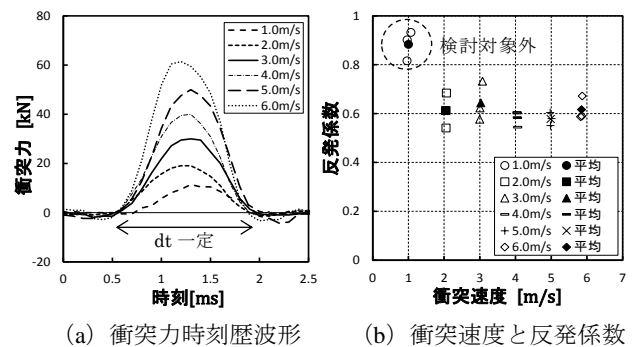 80
60
40
20
0
-20
衝突力 [kN]
1.0m/s
2.0m/s
3.0m/s
4.0m/s
5.0m/s
6.0m/s
dt 一定
0 0.5 1 1.5 2 2.5
時刻[ms]
(a) 衝突力時刻歴波形
1
0.8
0.6
0.4
0.2
0
反発係数
検討対象外
1.0m/s 平均
2.0m/s 平均
3.0m/s 平均
4.0m/s 平均
5.0m/s 平均
6.0m/s 平均
0 1 2 3 4 5 6 7
衝突速度 [m/s]
(b) 衝突速度と反発係数